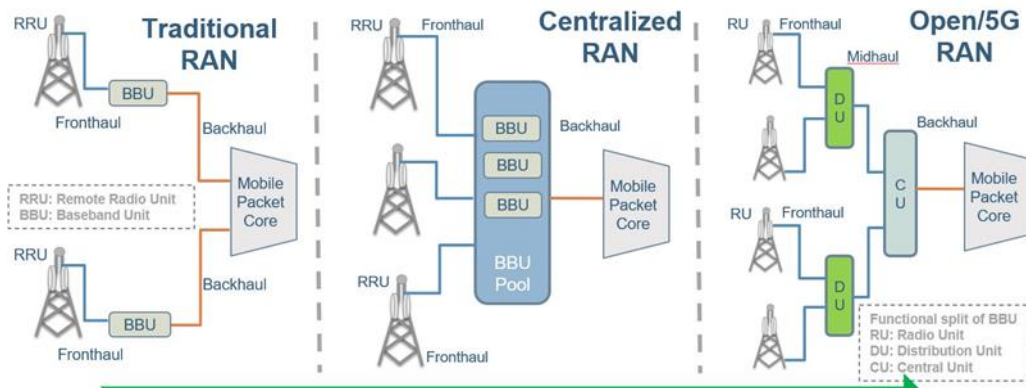 Traditional
RAN
RRU
Fronthaul
BBU
Fronthaul
Backhaul
Mobile
Packet
Core
RRU: Remote Radio Unit
BBU: Baseband Unit
RRU
Backhaul
BBU
Fronthaul
Centralized
RAN
RRU
Fronthaul
BBU
BBU
BBU
BBU
Pool
Backhaul
Mobile
Packet
Core
RRU
Fronthaul
Open/5G
RAN
RU
Fronthaul
Midhaul
D
U
Backhaul
C
U
Mobile
Packet
Core
RU
Fronthaul
D
U
Functional split of BBU
RU: Radio Unit
DU: Distribution Unit
CU: Central Unit